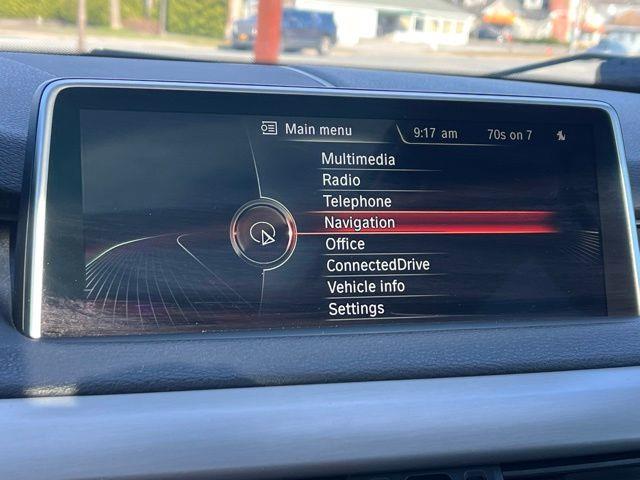 Main menu 9:17 am 70s on 7
Multimedia
Radio
Telephone
Navigation
Office
ConnectedDrive
Vehicle info
Settings